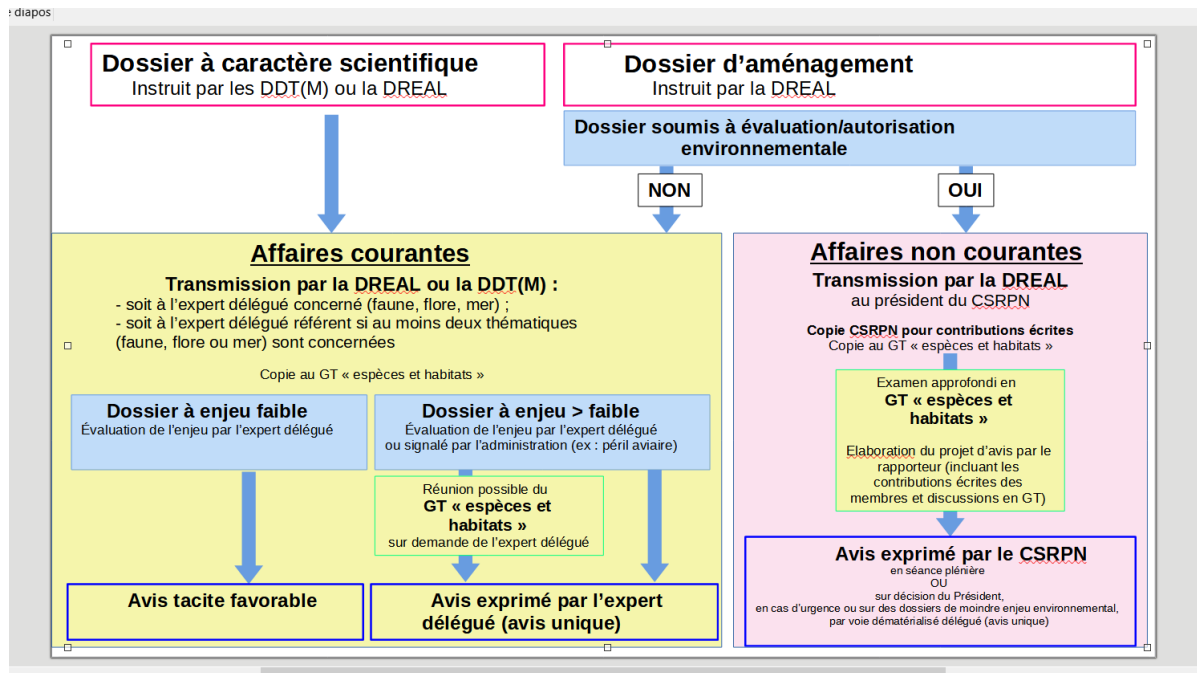 e diapos
Dossier à caractère scientifique
Instruit par les DDT(M) ou la DREAL
Dossier d’aménagement
Instruit par la DREAL
Dossier soumis à évaluation/autorisation
environnementale
NON
OUI
Affaires courantes
Transmission par la DREAL ou la DDT(M) :
- soit à l’expert délégué concerné (faune, flore, mer) ;
- soit à l’expert délégué référent si au moins deux thématiques
(faune, flore ou mer) sont concernées
Copie au GT « espèces et habitats »
Dossier à enjeu faible
Évaluation de l’enjeu par l’expert délégué
Dossier à enjeu > faible
Évaluation de l’enjeu par l’expert délégué
ou signalé par l’administration (ex : péril aviaire)
Réunion possible du
GT « espèces et
habitats »
sur demande de l’expert délégué
Avis tacite favorable
Avis exprimé par l’expert
délégué (avis unique)
Affaires non courantes
Transmission par la DREAL
au président du CSRPN
Copie CSRPN pour contributions écrites
Copie au GT « espèces et habitats »
Examen approfondi en
GT « espèces et
habitats »
Elaboration du projet d’avis par le
rapporteur (incluant les
contributions écrites des
membres et discussions en GT)
Avis exprimé par le CSRPN
en séance plénière
OU
sur décision du Président,
en cas d’urgence ou sur des dossiers de moindre enjeu environnemental,
par voie dématérialisé délégué (avis unique)